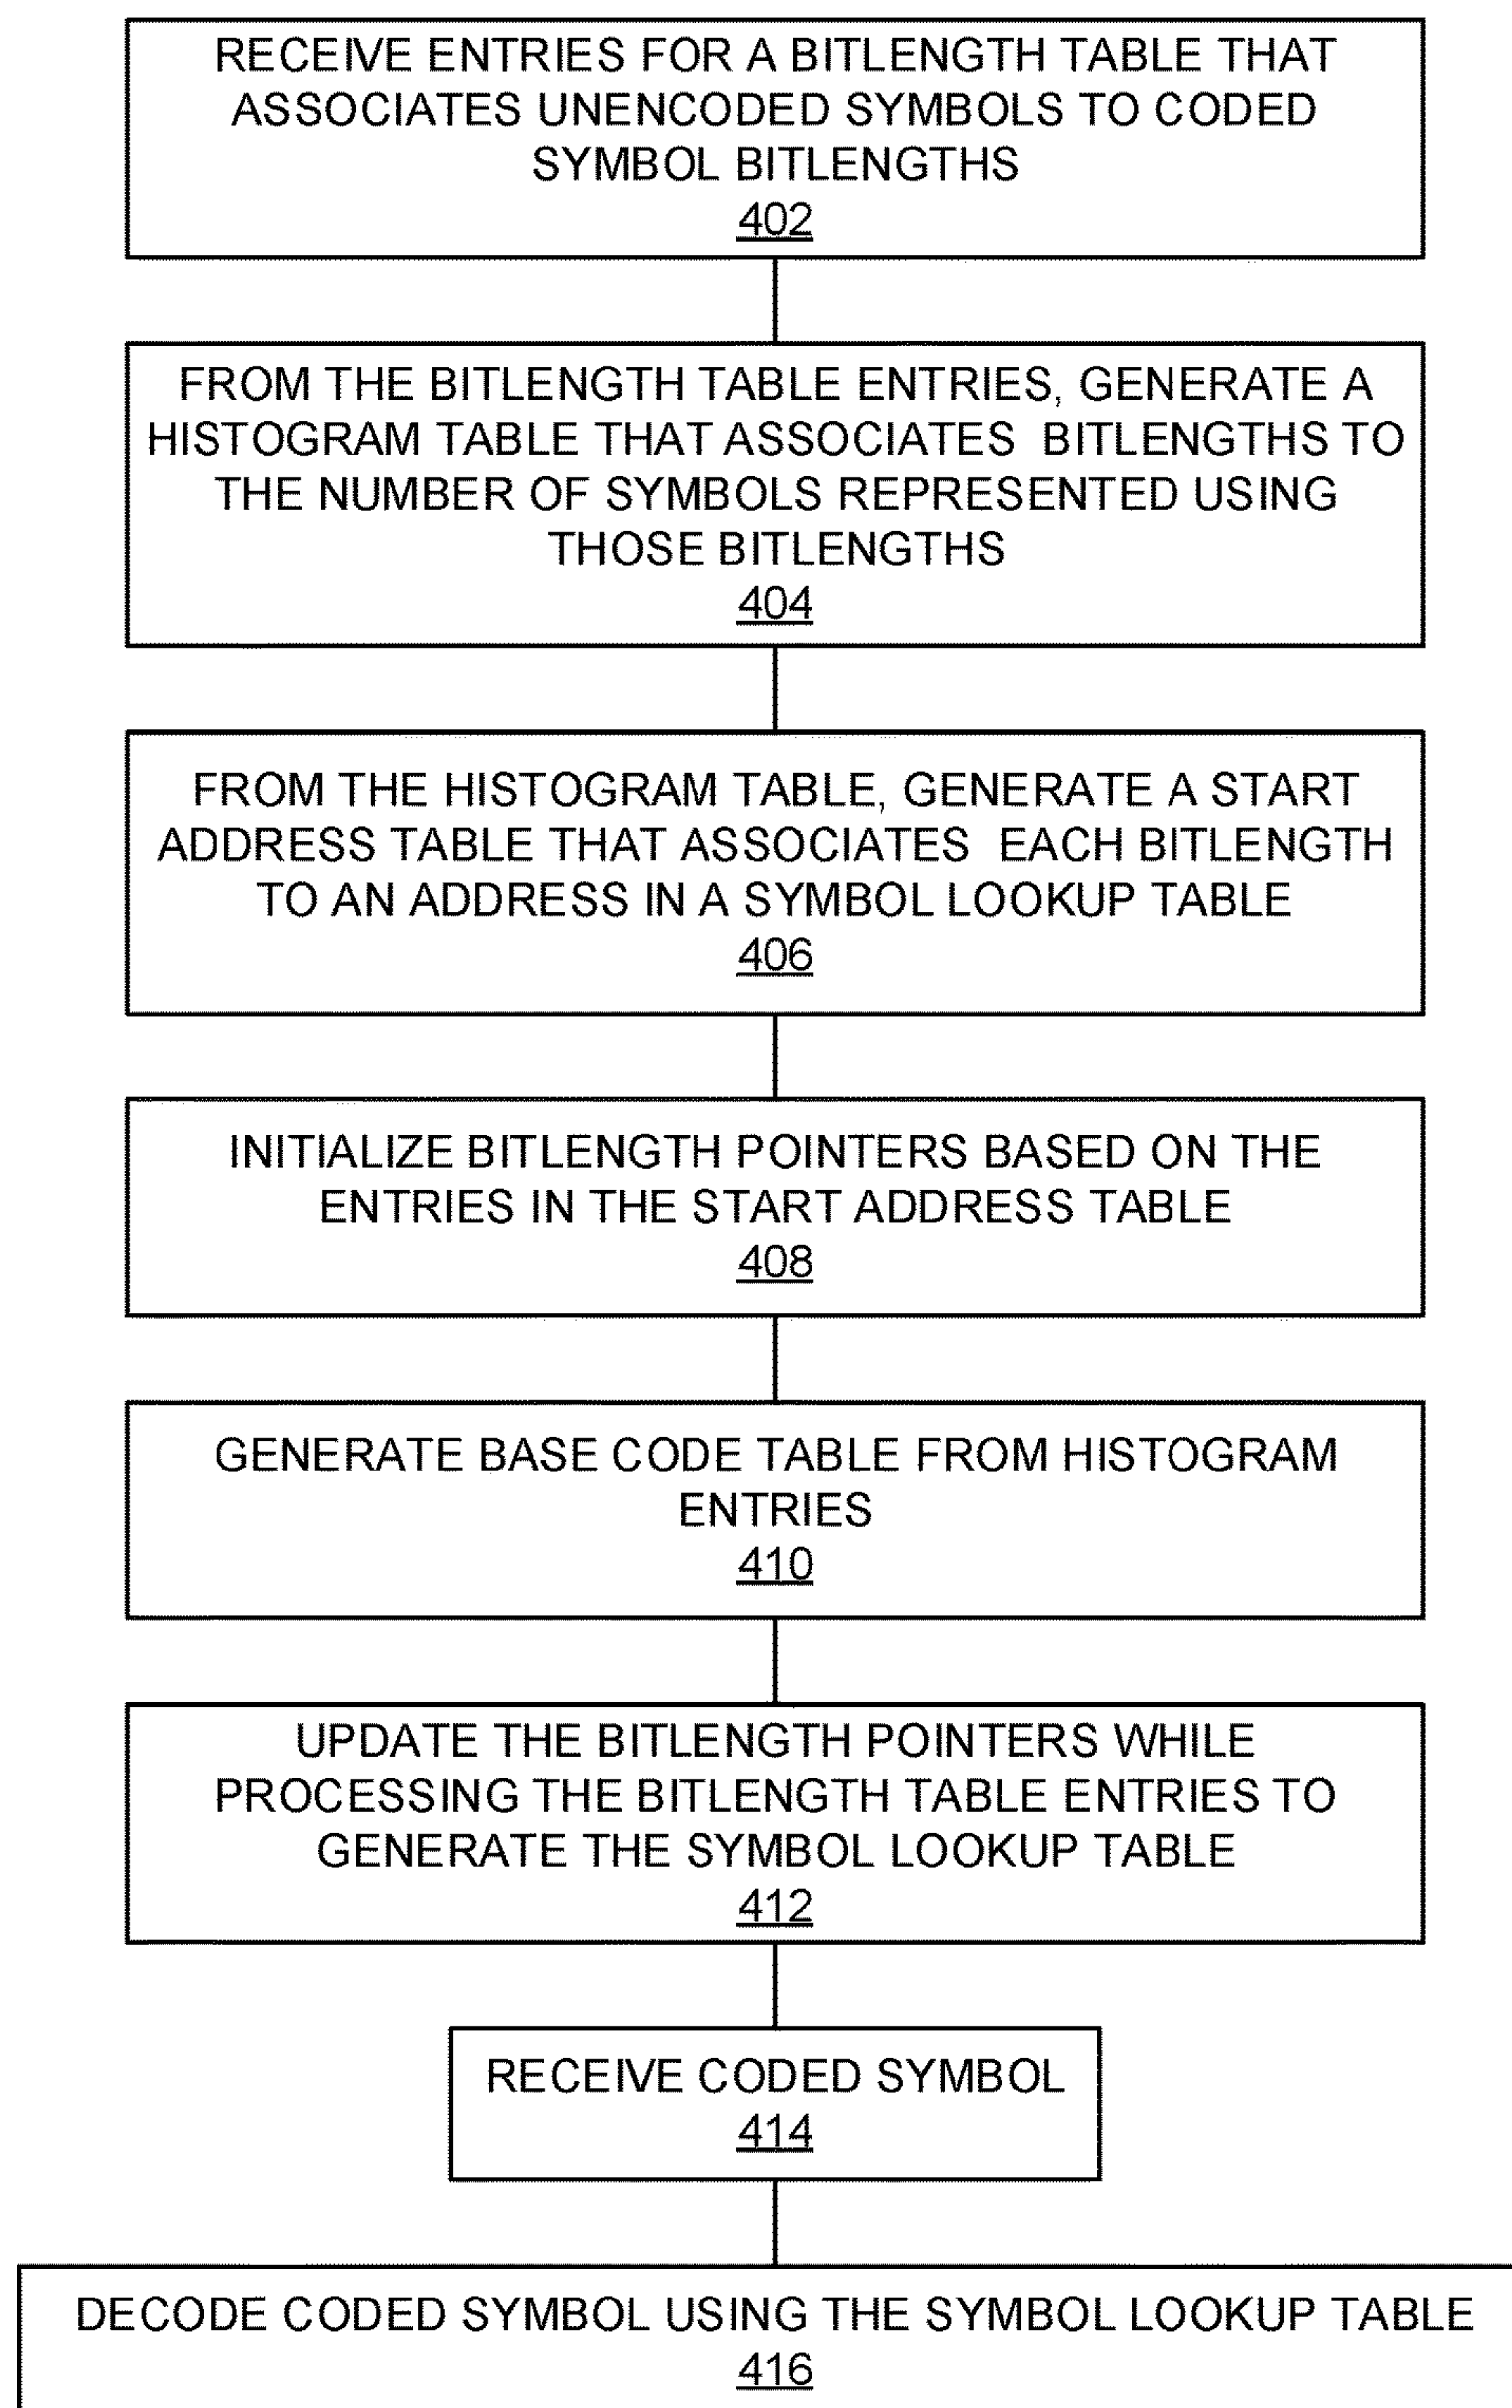 RECEIVE ENTRIES FOR A BITLENGTH TABLE THAT
ASSOCIATES UNENCODED SYMBOLS TO CODED
SYMBOL BITLENGTHS
402
FROM THE BITLENGTH TABLE ENTRIES, GENERATE A
HISTOGRAM TABLE THAT ASSOCIATES BITLENGTHS TO
THE NUMBER OF SYMBOLS REPRESENTED USING
THOSE BITLENGTHS
404
FROM THE HISTOGRAM TABLE, GENERATE A START
ADDRESS TABLE THAT ASSOCIATES EACH BITLENGTH
TO AN ADDRESS IN A SYMBOL LOOKUP TABLE
406
INITIALIZE BITLENGTH POINTERS BASED ON THE
ENTRIES IN THE START ADDRESS TABLE
408
GENERATE BASE CODE TABLE FROM HISTOGRAM
ENTRIES
410
UPDATE THE BITLENGTH POINTERS WHILE
PROCESSING THE BITLENGTH TABLE ENTRIES TO
GENERATE THE SYMBOL LOOKUP TABLE
412
RECEIVE CODED SYMBOL
414
DECODE CODED SYMBOL USING THE SYMBOL LOOKUP TABLE
416